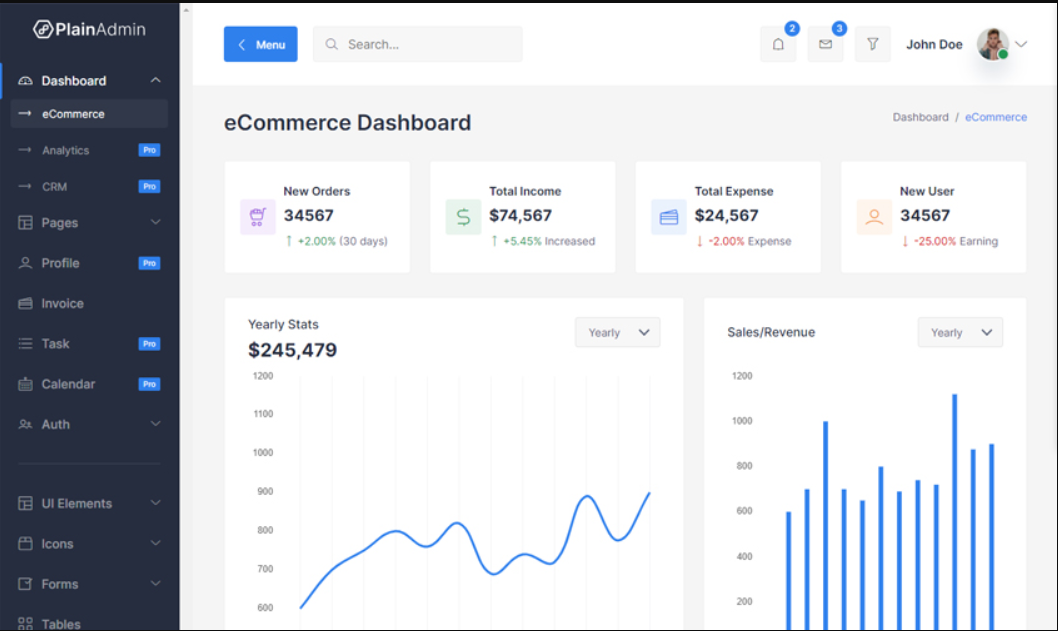 PlainAdmin
Dashboard
eCommerce
Analytics Pro
CRM Pro
Pages
Profile Pro
Invoice
Task Pro
Calendar Pro
Auth
UI Elements
Icons
Forms
Tables
Menu
Search...
2
3
John Doe
eCommerce Dashboard
Dashboard / eCommerce
New Orders
34567
↑ +2.00% (30 days)
Total Income
$74,567
↑ +5.45% Increased
Total Expense
$24,567
↓ -2.00% Expense
New User
34567
↓ -25.00% Earning
Yearly Stats
$245,479
Yearly
1200
1100
1000
900
800
700
600
Sales/Revenue
Yearly
1200
1000
800
600
400
200